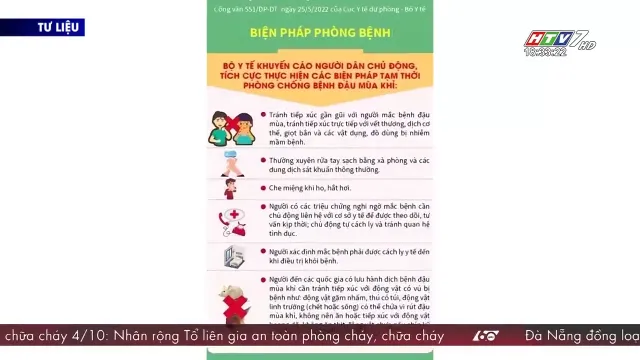 Công văn 551/DP-DT ngày 25/5/2022 của Cục Y tế dự phòng - Bộ Y tế
TƯ LIỆU
BIỆN PHÁP PHÒNG BỆNH
HTV7 HD
18:33:22
BỘ Y TẾ KHUYẾN CÁO NGƯỜI DÂN CHỦ ĐỘNG,
TÍCH CỰC THỰC HIỆN CÁC BIỆN PHÁP TẠM THỜI
PHÒNG CHỐNG BỆNH ĐẬU MÙA KHỈ:
Tránh tiếp xúc gần gũi với người mắc bệnh đậu
mùa, tránh tiếp xúc trực tiếp với vết thương, dịch cơ
thể, giọt bắn và các vật dụng, đồ dùng bị nhiễm
mầm bệnh.
Thường xuyên rửa tay sạch bằng xà phòng và các
dung dịch sát khuẩn thông thường.
Che miệng khi ho, hắt hơi.
Người có các triệu chứng nghi ngờ mắc bệnh cần
chủ động liên hệ với cơ sở y tế để được theo dõi, tư
vấn kịp thời; chủ động tự cách ly và tránh quan hệ
tình dục.
Người xác định mắc bệnh phải được cách ly y tế đến
khi điều trị khỏi bệnh.
Người đến các quốc gia có lưu hành dịch bệnh đậu
mùa khỉ cần tránh tiếp xúc với động vật có vú bị
bệnh như: động vật gặm nhấm, thú có túi, động vật
linh trưởng (chết hoặc sống) có thể chứa vi rút đậu
mùa khỉ, không nên ăn hoặc tiếp xúc với động vật
chữa cháy 4/10: Nhân rộng Tổ liên gia an toàn phòng cháy, chữa cháy
Đà Nẵng đồng loạ